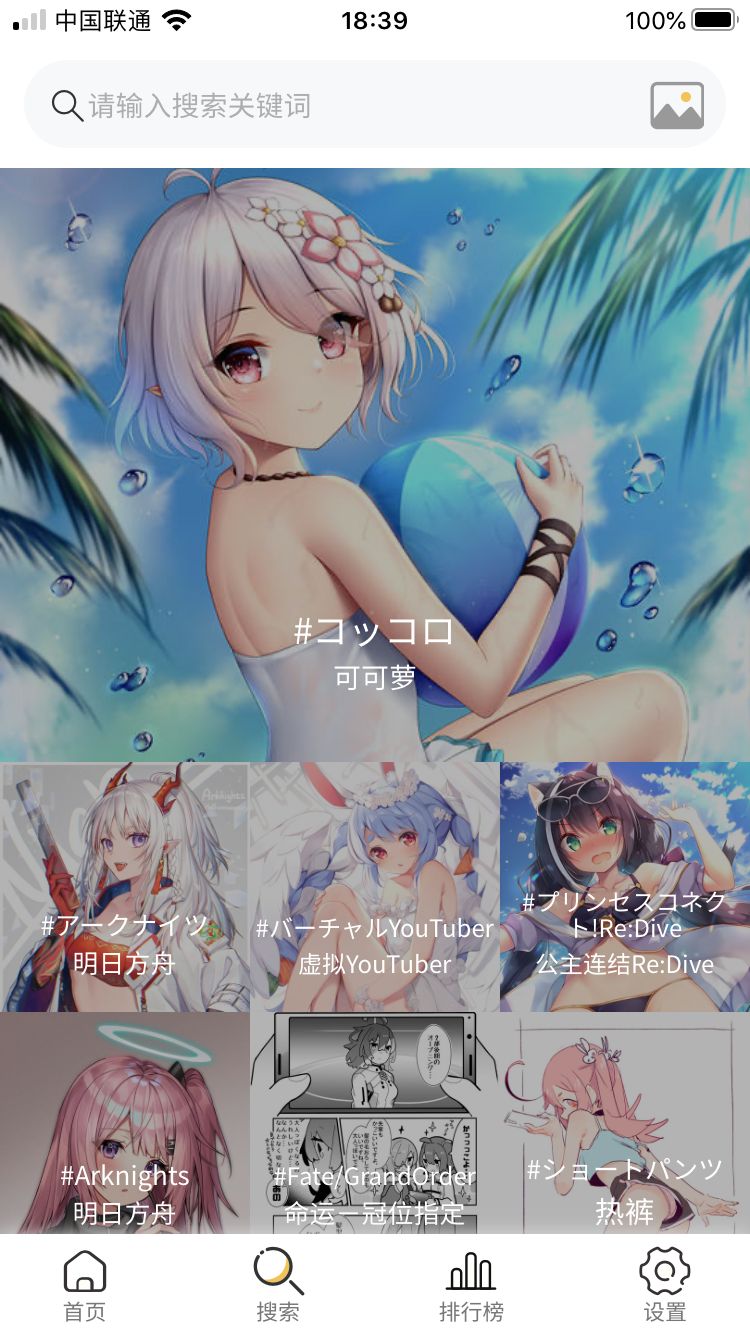 中国联通
18:39
100%
请输入搜索关键词
#コッコロ
可可萝
Arknights
#アークナイツ
明日方舟
#バーチャルYouTuber
虚拟YouTuber
#プリンセスコネク
ト!Re:Dive
公主连结Re:Dive
#Arknights
明日方舟
#Fate/GrandOrder
命运—冠位指定
#ショートパンツ
热裤
首页
搜索
排行榜
设置